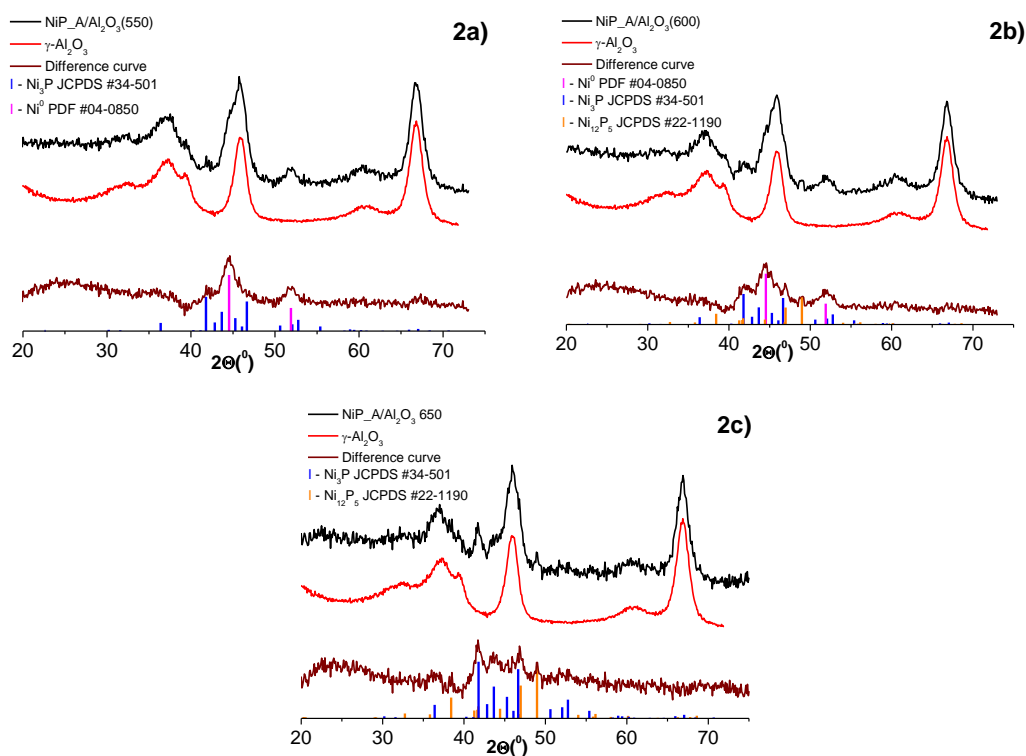 NiP_A/Al₂O₃(550)
γ-Al₂O₃
Difference curve
- Ni₃P JCPDS #34-501
- Ni⁰ PDF #04-0850
2a)
20 30 40 50 60 70
2Θ(⁰)
NiP_A/Al₂O₃(600)
γ-Al₂O₃
Difference curve
- Ni⁰ PDF #04-0850
- Ni₃P JCPDS #34-501
- Ni₁₂P₅ JCPDS #22-1190
2b)
20 30 40 50 60 70
2Θ(⁰)
NiP_A/Al₂O₃ 650
γ-Al₂O₃
Difference curve
- Ni₃P JCPDS #34-501
- Ni₁₂P₅ JCPDS #22-1190
2c)
20 30 40 50 60 70
2Θ(⁰)